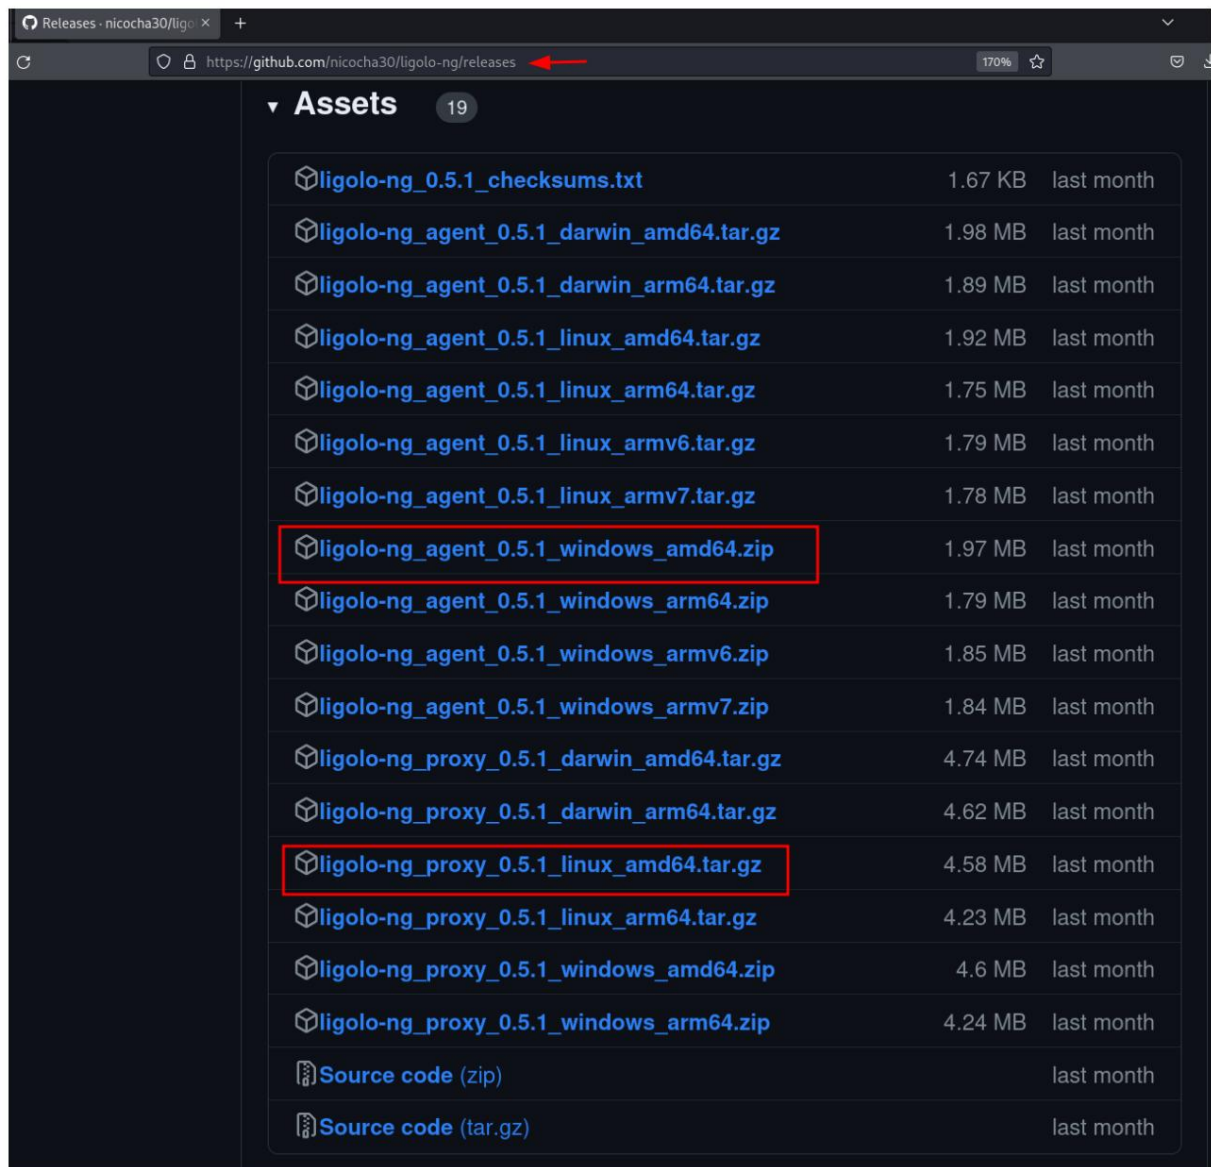 Releases · nicocha30/ligo
https://github.com/nicocha30/ligolo-ng/releases 170%
Assets 19
ligolo-ng_0.5.1_checksums.txt 1.67 KB last month
ligolo-ng_agent_0.5.1_darwin_amd64.tar.gz 1.98 MB last month
ligolo-ng_agent_0.5.1_darwin_arm64.tar.gz 1.89 MB last month
ligolo-ng_agent_0.5.1_linux_amd64.tar.gz 1.92 MB last month
ligolo-ng_agent_0.5.1_linux_arm64.tar.gz 1.75 MB last month
ligolo-ng_agent_0.5.1_linux_armv6.tar.gz 1.79 MB last month
ligolo-ng_agent_0.5.1_linux_armv7.tar.gz 1.78 MB last month
ligolo-ng_agent_0.5.1_windows_amd64.zip 1.97 MB last month
ligolo-ng_agent_0.5.1_windows_arm64.zip 1.79 MB last month
ligolo-ng_agent_0.5.1_windows_armv6.zip 1.85 MB last month
ligolo-ng_agent_0.5.1_windows_armv7.zip 1.84 MB last month
ligolo-ng_proxy_0.5.1_darwin_amd64.tar.gz 4.74 MB last month
ligolo-ng_proxy_0.5.1_darwin_arm64.tar.gz 4.62 MB last month
ligolo-ng_proxy_0.5.1_linux_amd64.tar.gz 4.58 MB last month
ligolo-ng_proxy_0.5.1_linux_arm64.tar.gz 4.23 MB last month
ligolo-ng_proxy_0.5.1_windows_amd64.zip 4.6 MB last month
ligolo-ng_proxy_0.5.1_windows_arm64.zip 4.24 MB last month
Source code (zip) last month
Source code (tar.gz) last month